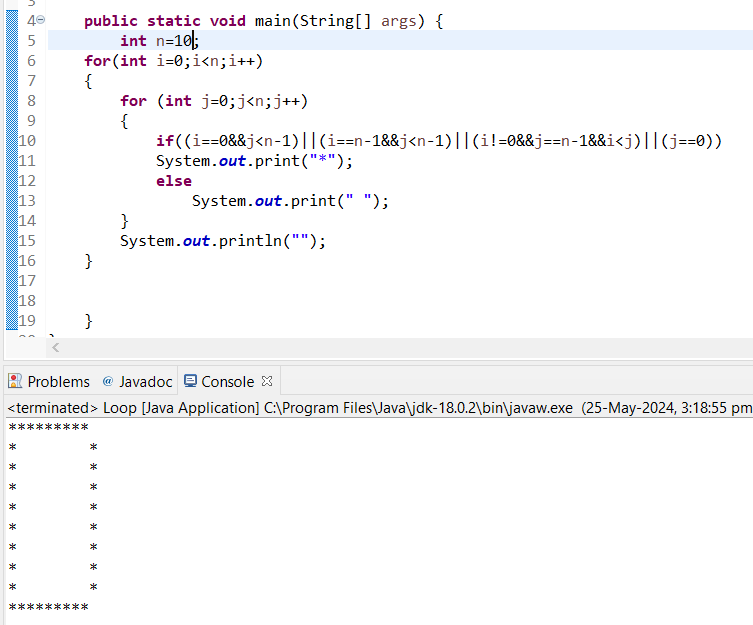 3
4 public static void main(String[] args) {
5 int n=10;
6 for(int i=0;i<n;i++)
7 {
8 for (int j=0;j<n;j++)
9 {
10 if((i==0&&j<n-1)||(i==n-1&&j<n-1)||(i!=0&&j==n-1&&i<j)||(j==0))
11 System.out.print("*");
12 else
13 System.out.print(" ");
14 }
15 System.out.println("");
16 }
17
18
19 }
Problems @ Javadoc Console
<terminated> Loop [Java Application] C:\Program Files\Java\jdk-18.0.2\bin\javaw.exe (25-May-2024, 3:18:55 pm
*********
*        *
*        *
*        *
*        *
*        *
*        *
*        *
*        *
*********